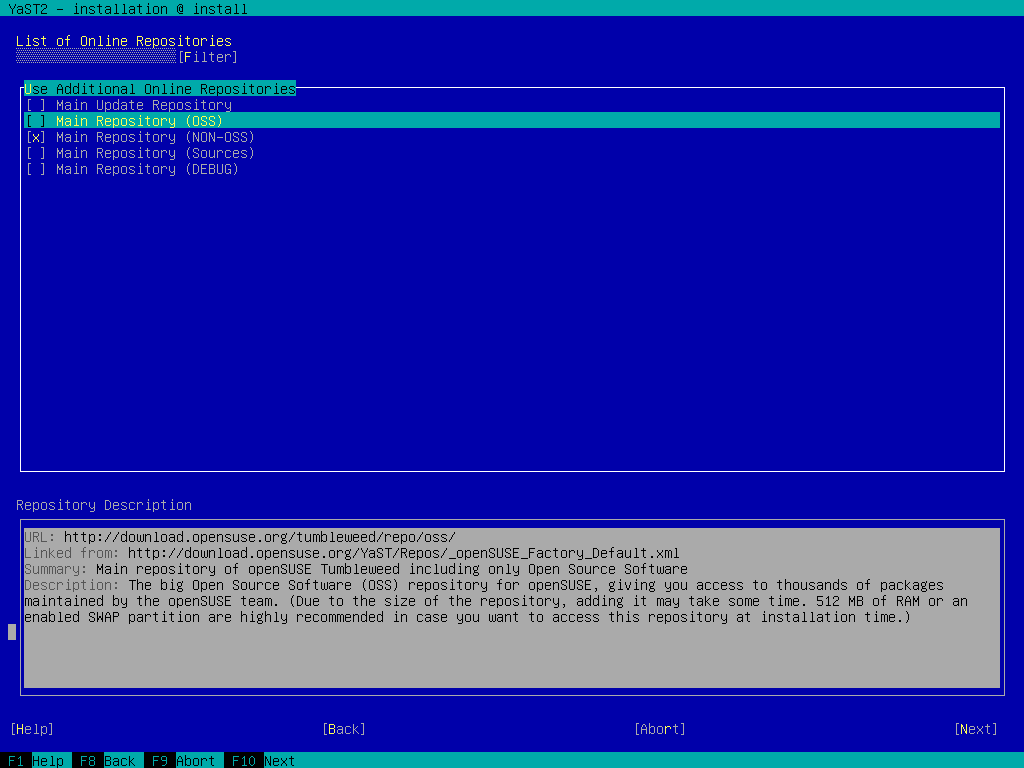 YaST2 - installation @ install
List of Online Repositories
[Filter]
Use Additional Online Repositories
[ ] Main Update Repository
[ ] Main Repository (OSS)
[x] Main Repository (NON-OSS)
[ ] Main Repository (Sources)
[ ] Main Repository (DEBUG)
Repository Description
URL: http://download.opensuse.org/tumbleweed/repo/oss/
Linked from: http://download.opensuse.org/YaST/Repos/_openSUSE_Factory_Default.xml
Summary: Main repository of openSUSE Tumbleweed including only Open Source Software
Description: The big Open Source Software (OSS) repository for openSUSE, giving you access to thousands of packages
maintained by the openSUSE team. (Due to the size of the repository, adding it may take some time. 512 MB of RAM or an
enabled SWAP partition are highly recommended in case you want to access this repository at installation time.)
[Help] [Back] [Abort] [Next]
F1 Help F8 Back F9 Abort F10 Next